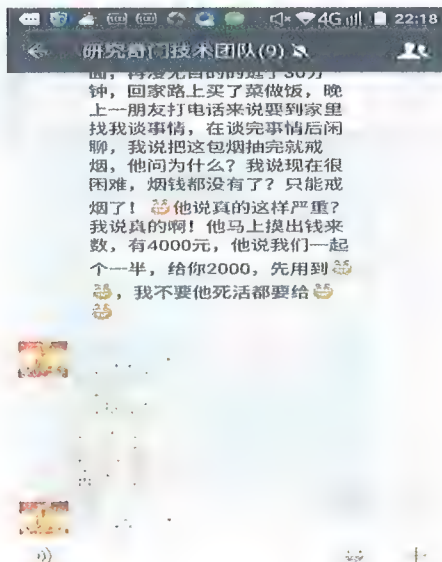 4G 22:18
研究奇门技术团队(9)
钟，回家路上买了菜做饭，晚
上一朋友打电话来说要到家里
找我谈事情，在谈完事情后闲
聊，我说把这包烟抽完就戒
烟，他问为什么？我说现在很
困难，烟钱都没有了？只能戒
烟了！😂他说真的这样严重？
我说真的啊！他马上摸出钱来
数，有4000元，他说我们一起
个一半，给你2000，先用到😂
😂，我不要他死活都要给😂
😂